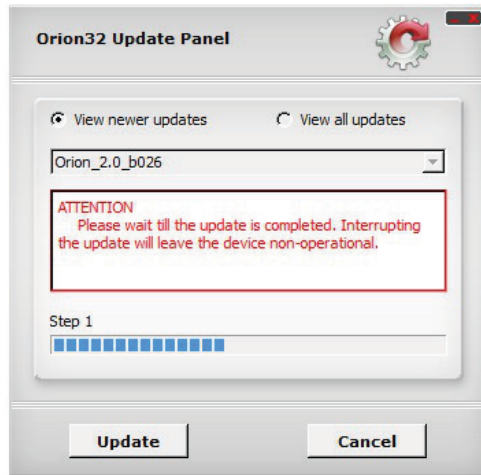 Orion32 Update Panel
View newer updates View all updates
Orion_2.0_b026
ATTENTION
Please wait till the update is completed. Interrupting
the update will leave the device non-operational.
Step 1
Update Cancel